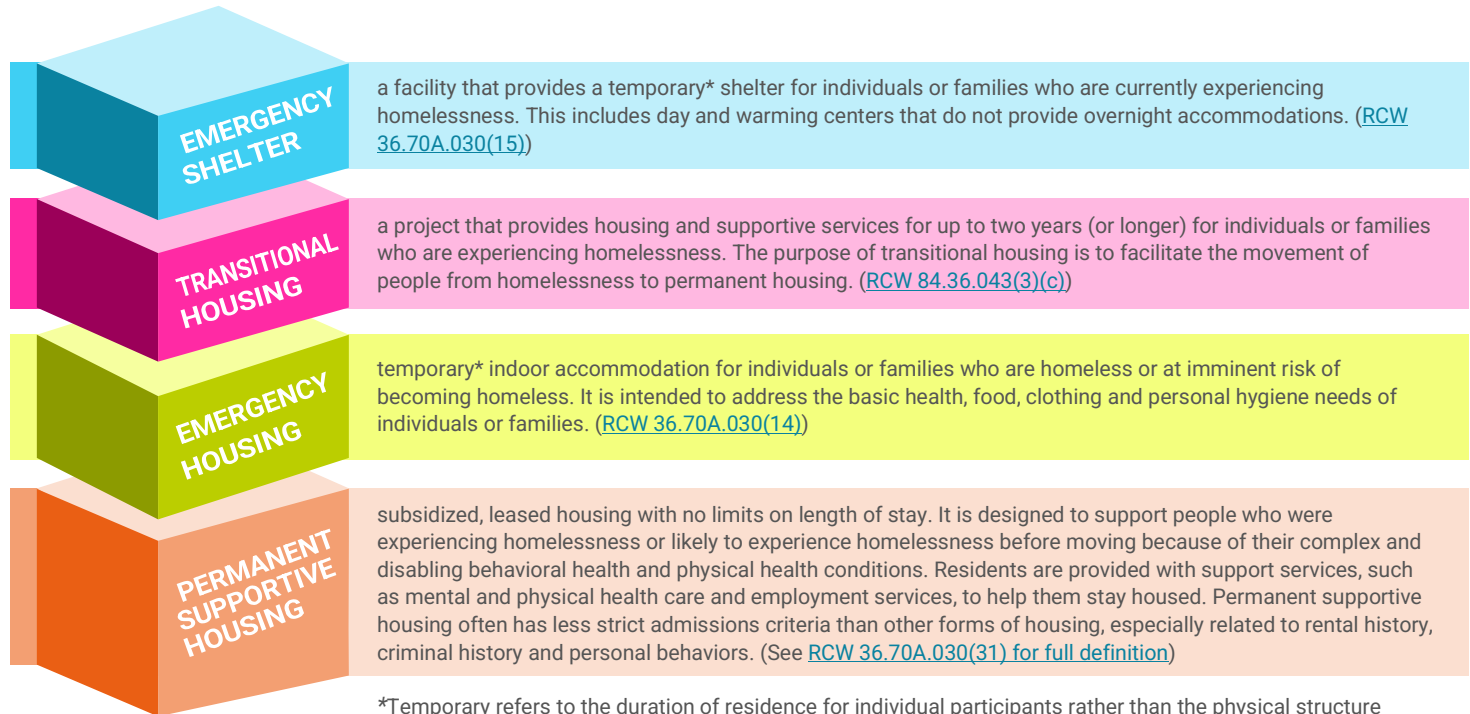 EMERGENCY
SHELTER
a facility that provides a temporary* shelter for individuals or families who are currently experiencing
homelessness. This includes day and warming centers that do not provide overnight accommodations. (RCW
36.70A.030(15))
TRANSITIONAL
HOUSING
a project that provides housing and supportive services for up to two years (or longer) for individuals or families
who are experiencing homelessness. The purpose of transitional housing is to facilitate the movement of
people from homelessness to permanent housing. (RCW 84.36.043(3)(c))
EMERGENCY
HOUSING
temporary* indoor accommodation for individuals or families who are homeless or at imminent risk of
becoming homeless. It is intended to address the basic health, food, clothing and personal hygiene needs of
individuals or families. (RCW 36.70A.030(14))
PERMANENT
SUPPORTIVE
HOUSING
subsidized, leased housing with no limits on length of stay. It is designed to support people who were
experiencing homelessness or likely to experience homelessness before moving because of their complex and
disabling behavioral health and physical health conditions. Residents are provided with support services, such
as mental and physical health care and employment services, to help them stay housed. Permanent supportive
housing often has less strict admissions criteria than other forms of housing, especially related to rental history,
criminal history and personal behaviors. (See RCW 36.70A.030(31) for full definition)
*Temporary refers to the duration of residence for individual participants rather than the physical structure